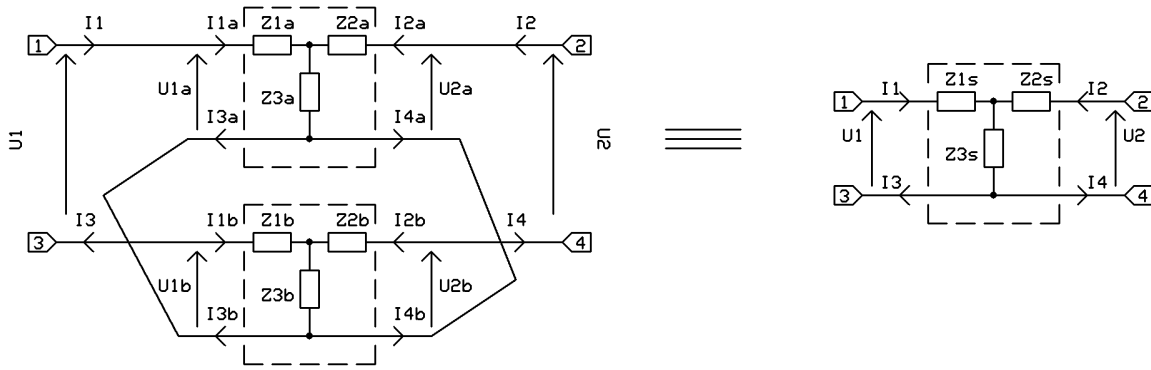 I1 I1a Z1a Z2a I2a I2
1 2
U1a Z3a U2a
I3a I4a
U1 U2
I3 I1b Z1b Z2b I2b I4
3 4
U1b Z3b U2b
I3b I4b
I1 Z1s Z2s I2
1 2
U1 Z3s U2
I3 I4
3 4